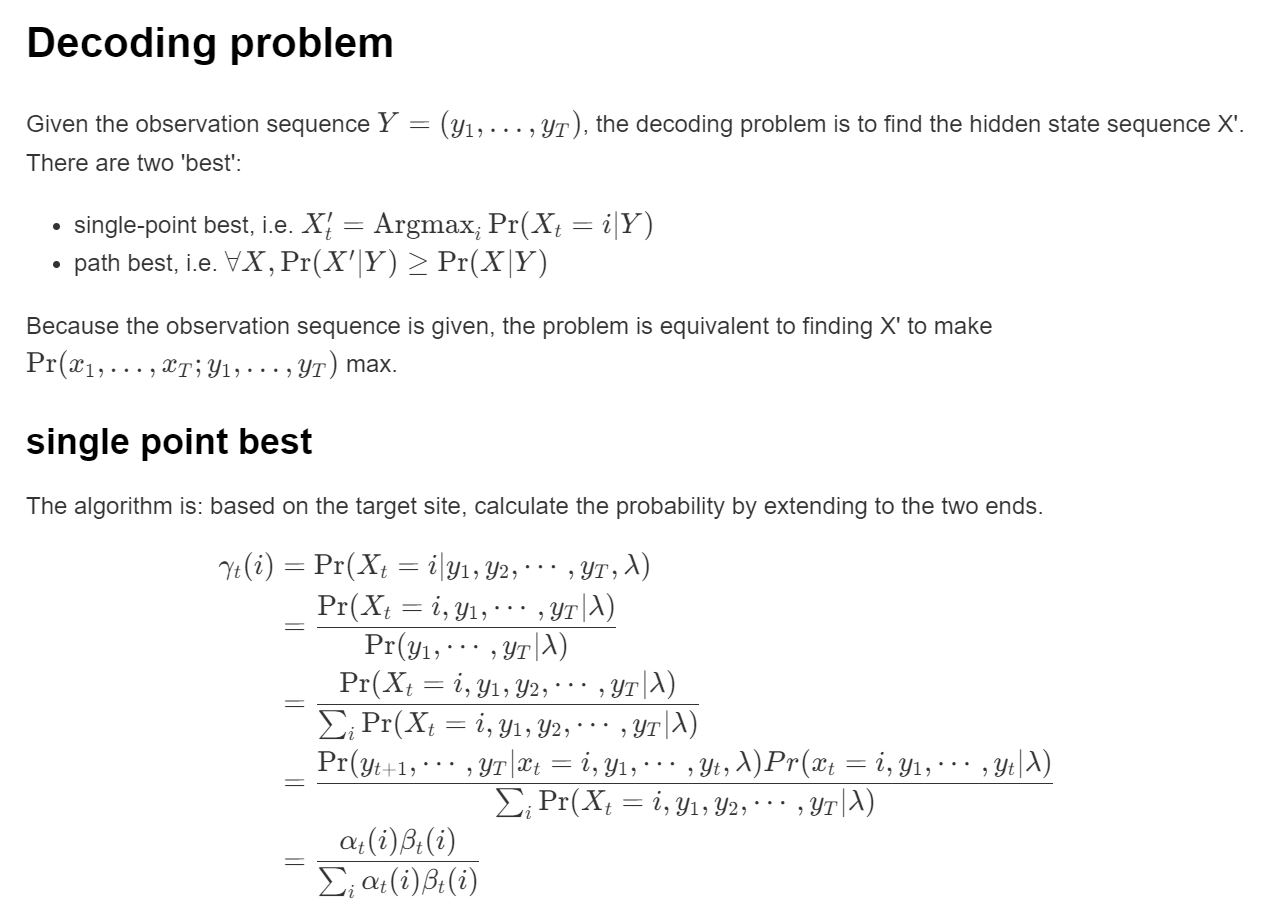 Decoding problem
Given the observation sequence $Y = (y_1, \ldots, y_T)$, the decoding problem is to find the hidden state sequence X'.
There are two 'best':
• single-point best, i.e. $X'_t = \operatorname{Argmax}_i \Pr(X_t = i|Y)$
• path best, i.e. $\forall X, \Pr(X'|Y) \geq \Pr(X|Y)$
Because the observation sequence is given, the problem is equivalent to finding X' to make
$\Pr(x_1, \ldots, x_T; y_1, \ldots, y_T)$ max.
single point best
The algorithm is: based on the target site, calculate the probability by extending to the two ends.
$\gamma_t(i) = \Pr(X_t = i|y_1, y_2, \cdots, y_T, \lambda)$
$= \frac{\Pr(X_t = i, y_1, \cdots, y_T|\lambda)}{\Pr(y_1, \cdots, y_T|\lambda)}$
$= \frac{\Pr(X_t = i, y_1, y_2, \cdots, y_T|\lambda)}{\sum_i \Pr(X_t = i, y_1, y_2, \cdots, y_T|\lambda)}$
$= \frac{\Pr(y_{t+1}, \cdots, y_T|x_t = i, y_1, \cdots, y_t, \lambda)Pr(x_t = i, y_1, \cdots, y_t|\lambda)}{\sum_i \Pr(X_t = i, y_1, y_2, \cdots, y_T|\lambda)}$
$= \frac{\alpha_t(i)\beta_t(i)}{\sum_i \alpha_t(i)\beta_t(i)}$